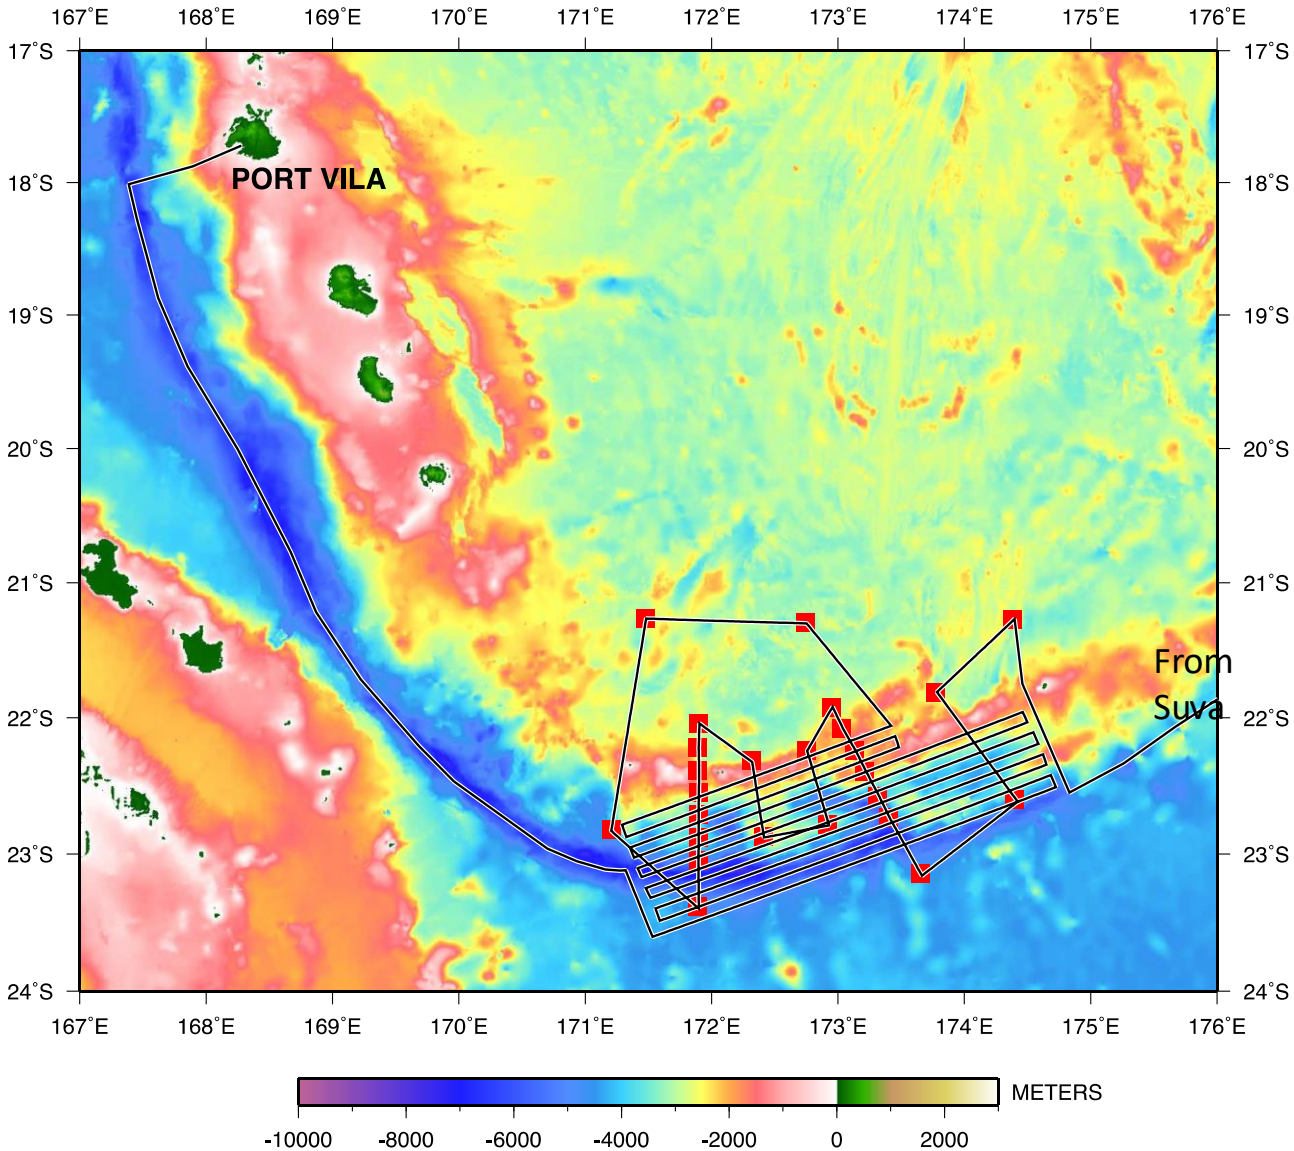 167˚E 168˚E 169˚E 170˚E 171˚E 172˚E 173˚E 174˚E 175˚E 176˚E
17˚S 17˚S
PORT VILA
18˚S 18˚S
19˚S 19˚S
20˚S 20˚S
21˚S 21˚S
From
Suva
22˚S 22˚S
23˚S 23˚S
24˚S 24˚S
167˚E 168˚E 169˚E 170˚E 171˚E 172˚E 173˚E 174˚E 175˚E 176˚E
METERS
-10000 -8000 -6000 -4000 -2000 0 2000